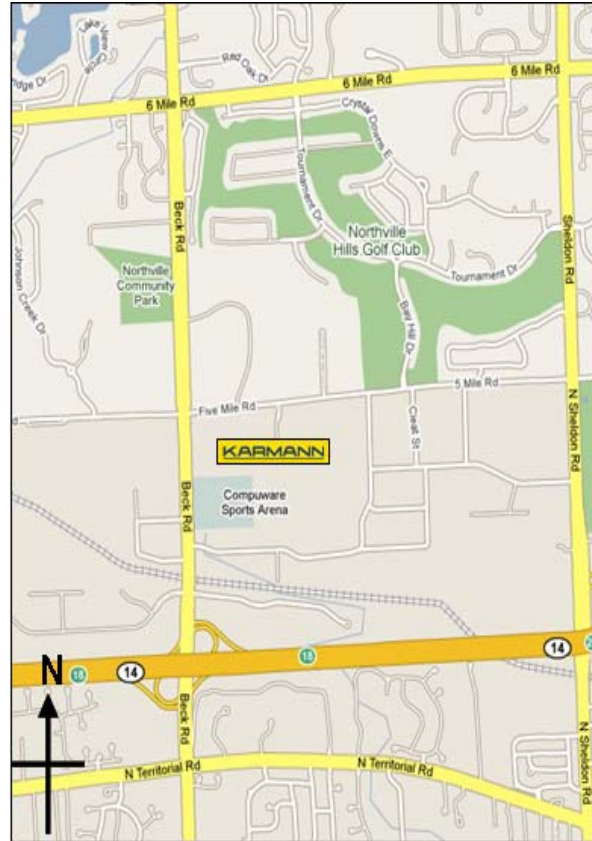 Lake View Circle
Red Oak Dr
6 Mile Rd
6 Mile Rd
6 Mile Rd
Crystal Downs E
Tournament Dr
Beck Rd
Northville
Hills Golf Club
Sheldon Rd
Johnson Creek Dr
Northville
Community
Park
Tournament Dr
Bay Hill Dr
5 Mile Rd
Five Mile Rd
N Sheldon Rd
KARMANN
Beck Rd
Compuware
Sports Arena
14
18
N
14
18
Beck Rd
N Territorial Rd
N Territorial Rd
N Sheldon Rd